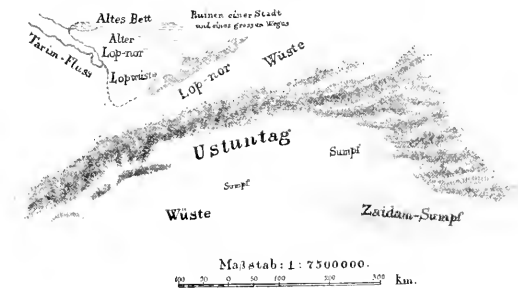 Altes Bett
Ruinen einer Stadt
und eines grossen Weges
Alter
Lop-nor
Tarim-Fluss
Lopwüste
Lop-nor Wüste
Ustuntag
Sumpf
Sumpf
Wüste
Zaidam-Sumpf
Maßstab: 1 : 7500000.
100 50 0 50 100 200 300 km.